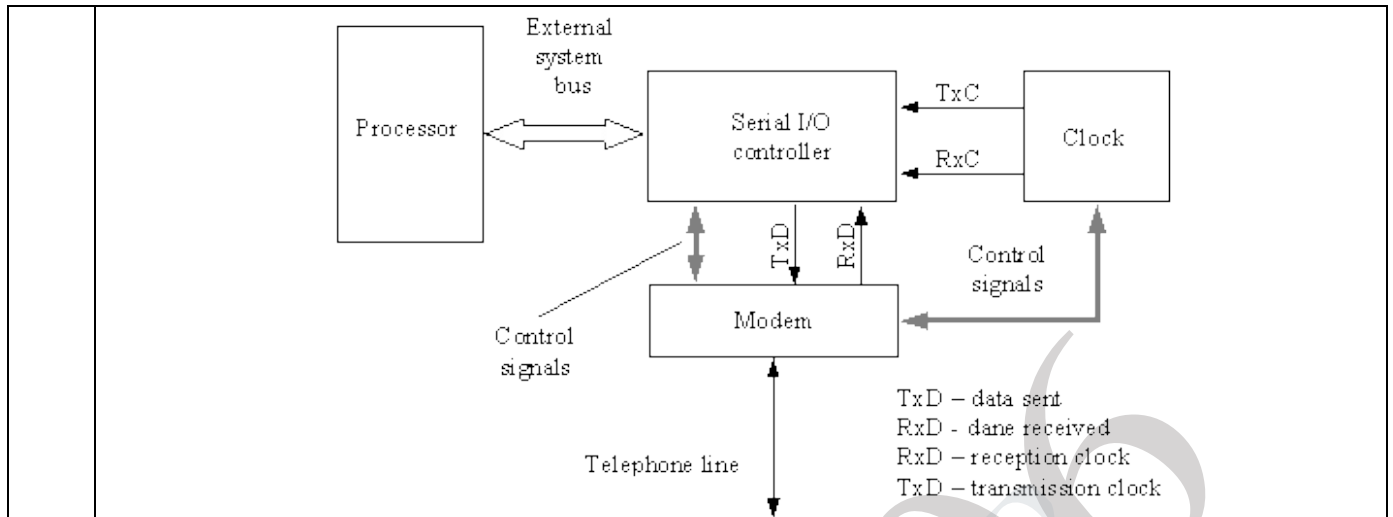 External
system
bus
Processor
Serial I/O
controller
TxC
RxC
Clock
TxD
RxD
Control
signals
Control
signals
Modem
Telephone line
TxD – data sent
RxD - dane received
RxD – reception clock
TxD – transmission clock